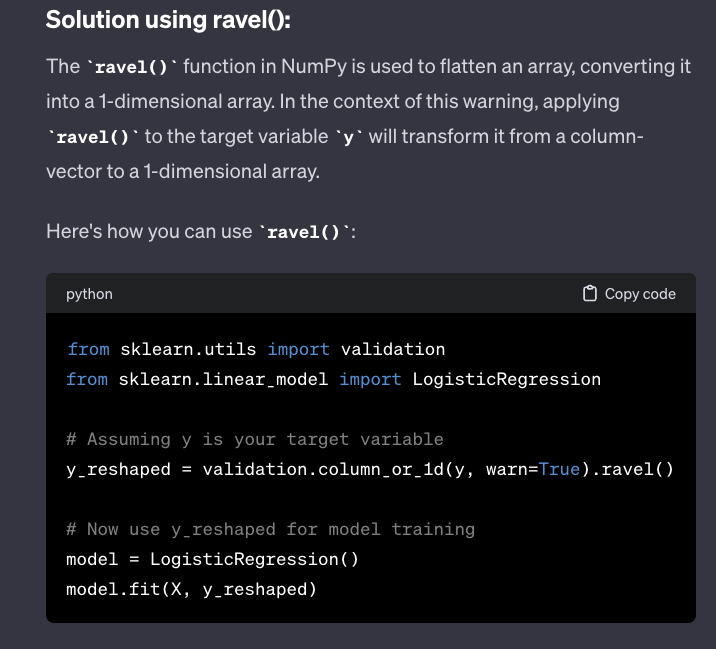 Solution using ravel():
The `ravel()` function in NumPy is used to flatten an array, converting it
into a 1-dimensional array. In the context of this warning, applying
`ravel()` to the target variable `y` will transform it from a column-
vector to a 1-dimensional array.
Here's how you can use `ravel()`:
python
Copy code
from sklearn.utils import validation
from sklearn.linear_model import LogisticRegression
# Assuming y is your target variable
y_reshaped = validation.column_or_1d(y, warn=True).ravel()
# Now use y_reshaped for model training
model = LogisticRegression()
model.fit(X, y_reshaped)